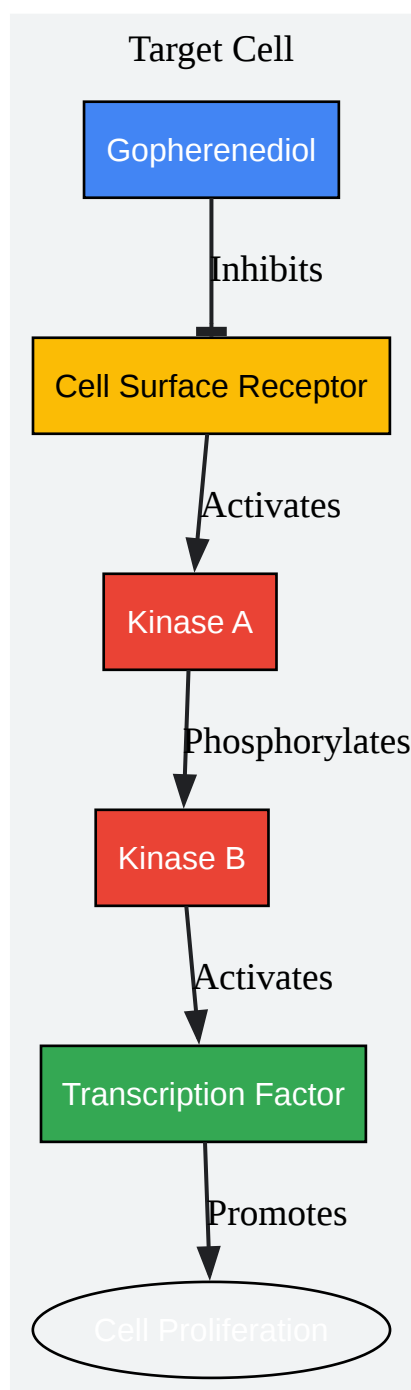 Target Cell
Gopherenediol
Inhibits
Cell Surface Receptor
Activates
Kinase A
Phosphorylates
Kinase B
Activates
Transcription Factor
Promotes
Cell Proliferation